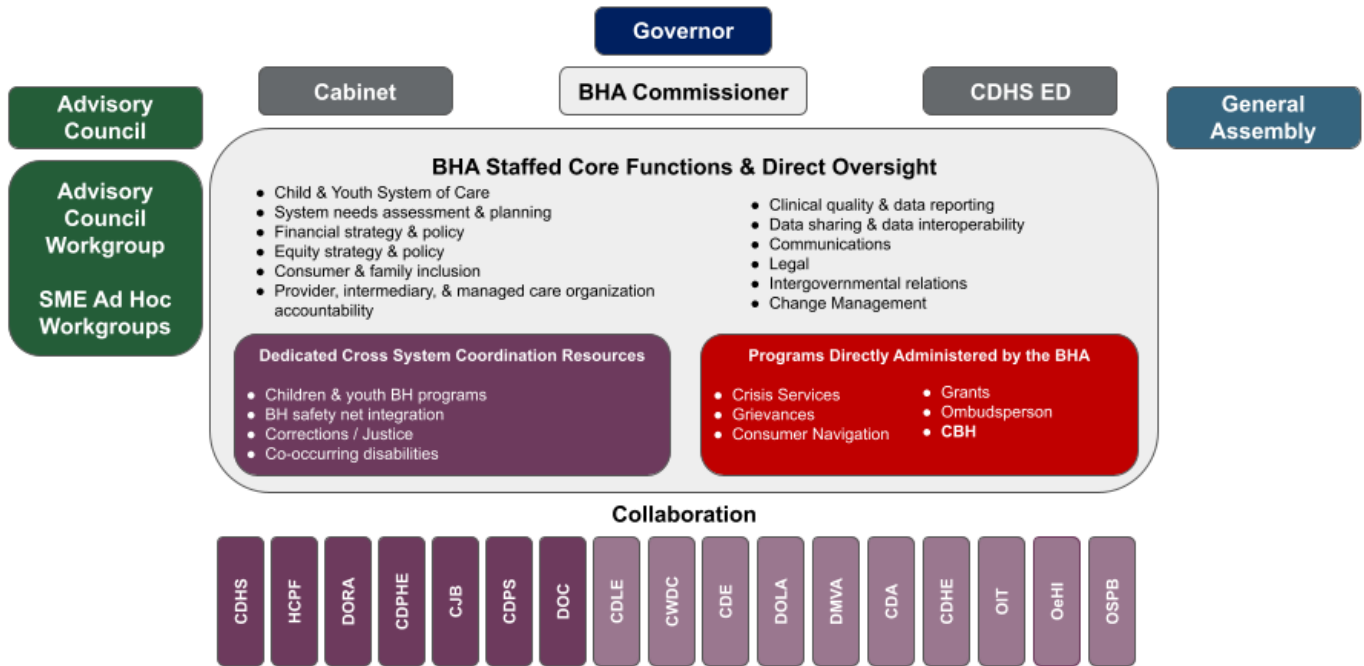 Governor
Cabinet
BHA Commissioner
CDHS ED
Advisory
Council
General
Assembly
Advisory
Council
Workgroup
SME Ad Hoc
Workgroups
BHA Staffed Core Functions & Direct Oversight
● Child & Youth System of Care
● System needs assessment & planning
● Financial strategy & policy
● Equity strategy & policy
● Consumer & family inclusion
● Provider, intermediary, & managed care organization
accountability
● Clinical quality & data reporting
● Data sharing & data interoperability
● Communications
● Legal
● Intergovernmental relations
● Change Management
Dedicated Cross System Coordination Resources
● Children & youth BH programs
● BH safety net integration
● Corrections / Justice
● Co-occurring disabilities
Programs Directly Administered by the BHA
● Crisis Services
● Grievances
● Consumer Navigation
● Grants
● Ombudsperson
● CBH
Collaboration
CDHS
HCPF
DORA
CDPHE
CJB
CDPS
DOC
CDLE
CWDC
CDE
DOLA
DMVA
CDA
CDHE
OIT
OeHI
OSPB